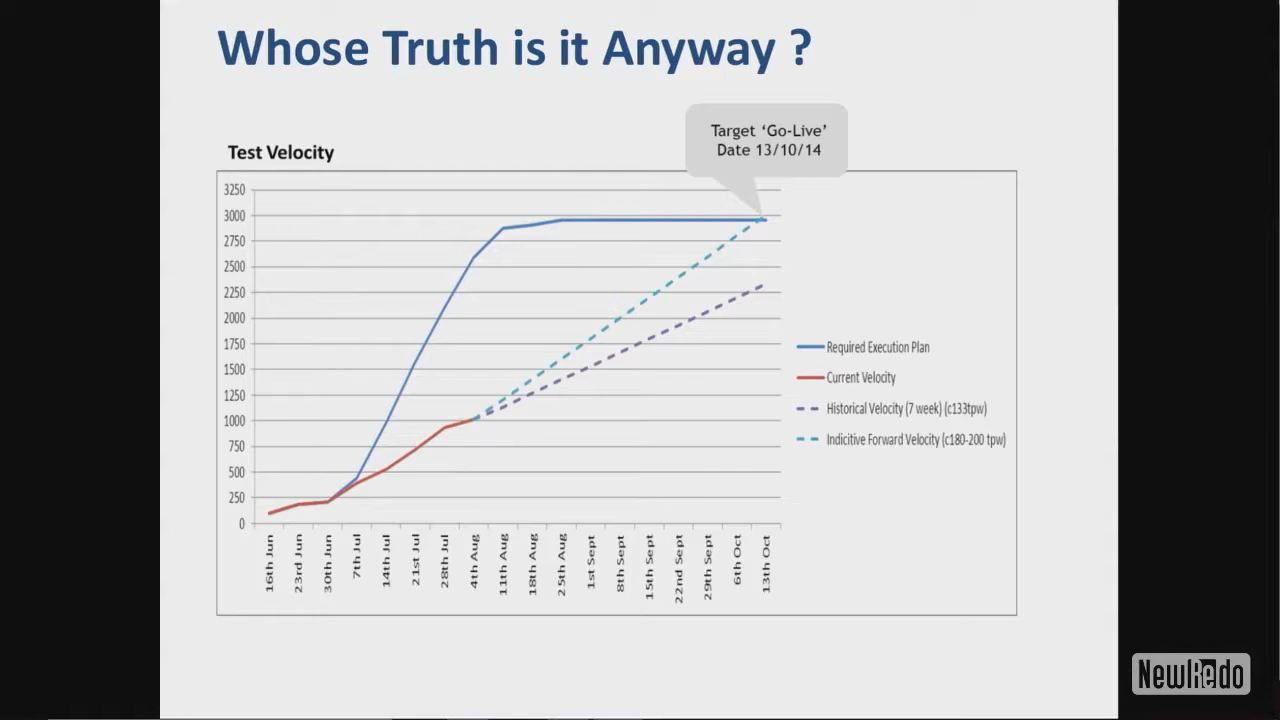 Whose Truth is it Anyway ?
Target ‘Go-Live’
Date 13/10/14
Test Velocity
3250
3000
2750
2500
2250
2000
1750
1500
1250
1000
750
500
250
0
16th Jun
23rd Jun
30th Jun
7th Jul
14th Jul
21st Jul
28th Jul
4th Aug
11th Aug
18th Aug
25th Aug
1st Sept
8th Sept
15th Sept
22nd Sept
29th Sept
6th Oct
13th Oct
Required Execution Plan
Current Velocity
Historical Velocity (7 week) (c133tpw)
Indicitive Forward Velocity (c180-200 tpw)
NewRedo